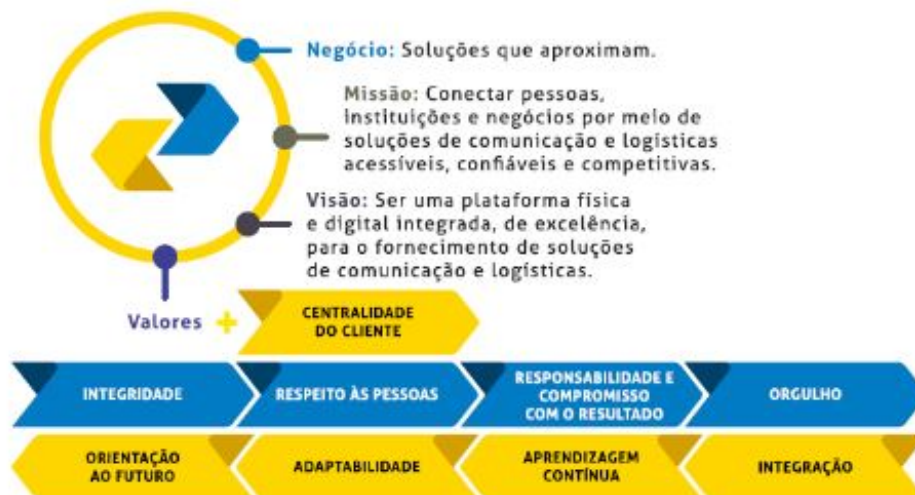 Negócio: Soluções que aproximam.
Missão: Conectar pessoas,
instituições e negócios por meio de
soluções de comunicação e logísticas
acessíveis, confiáveis e competitivas.
Visão: Ser uma plataforma física
e digital integrada, de excelência,
para o fornecimento de soluções
de comunicação e logísticas.
Valores +
CENTRALIDADE
DO CLIENTE
INTEGRIDADE
RESPEITO ÀS PESSOAS
RESPONSABILIDADE E
COMPROMISSO
COM O RESULTADO
ORGULHO
ORIENTAÇÃO
AO FUTURO
ADAPTABILIDADE
APRENDIZAGEM
CONTÍNUA
INTEGRAÇÃO